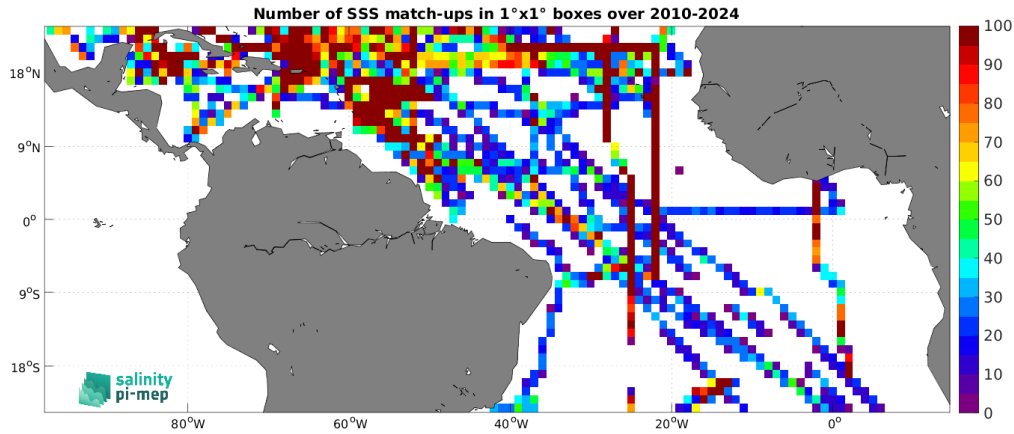 Number of SSS match-ups in 1°x1° boxes over 2010-2024
100
90
80
70
60
50
40
30
20
10
0
18°N
9°N
0°
9°S
18°S
80°W
60°W
40°W
20°W
0°
salinity
pi-mep